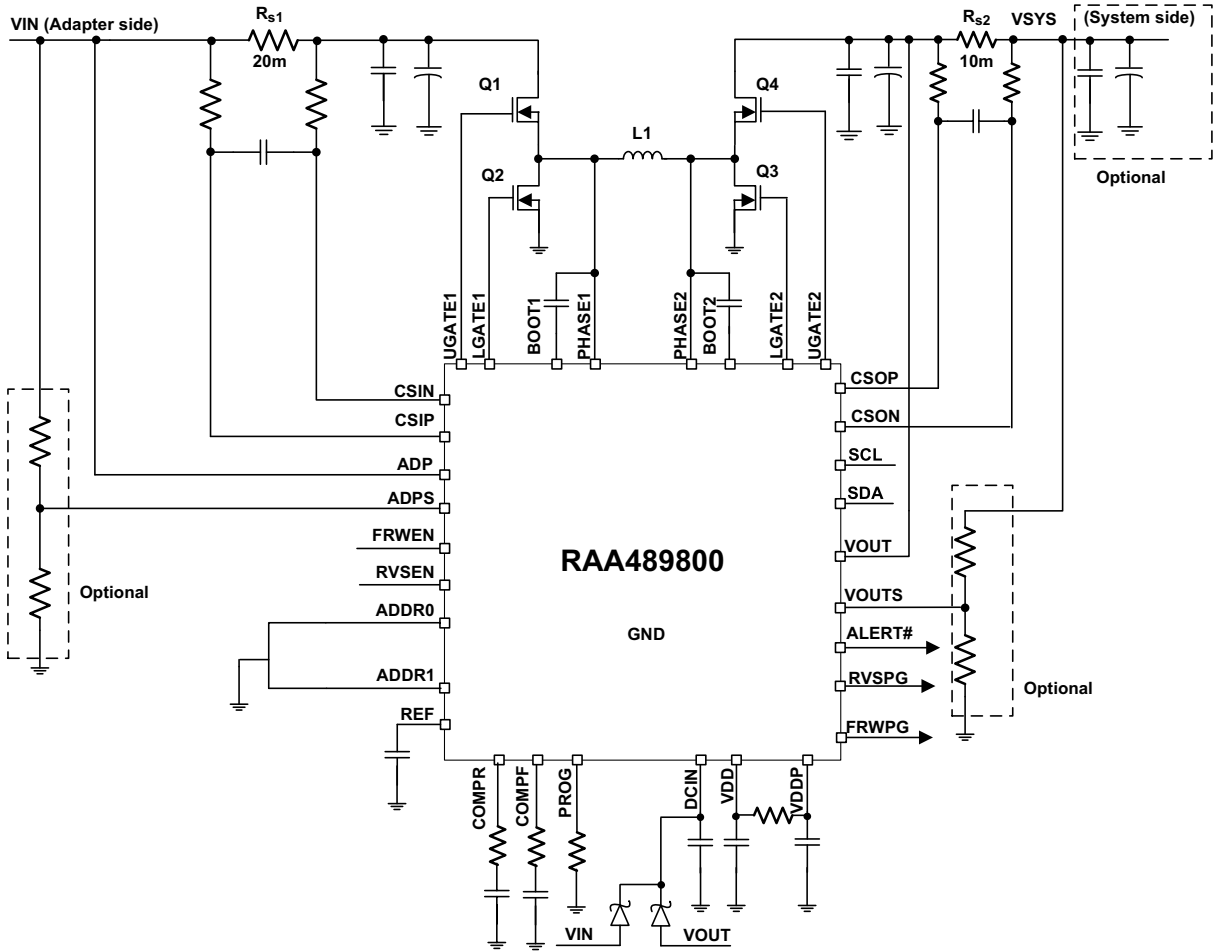 VIN (Adapter side)
Rs1
20m
Rs2
10m
VSYS
(System side)
Optional
Q1
Q4
L1
Q2
Q3
UGATE1
LGATE1
BOOT1
PHASE1
PHASE2
BOOT2
LGATE2
UGATE2
CSIN
CSIP
ADP
ADPS
FRWEN
RVSEN
ADDR0
ADDR1
REF
Optional
RAA489800
GND
CSOP
CSON
SCL
SDA
VOUT
VOUTS
ALERT#
RVSPG
FRWPG
Optional
COMPR
COMPF
PROG
DCIN
VDD
VDDP
VIN
VOUT